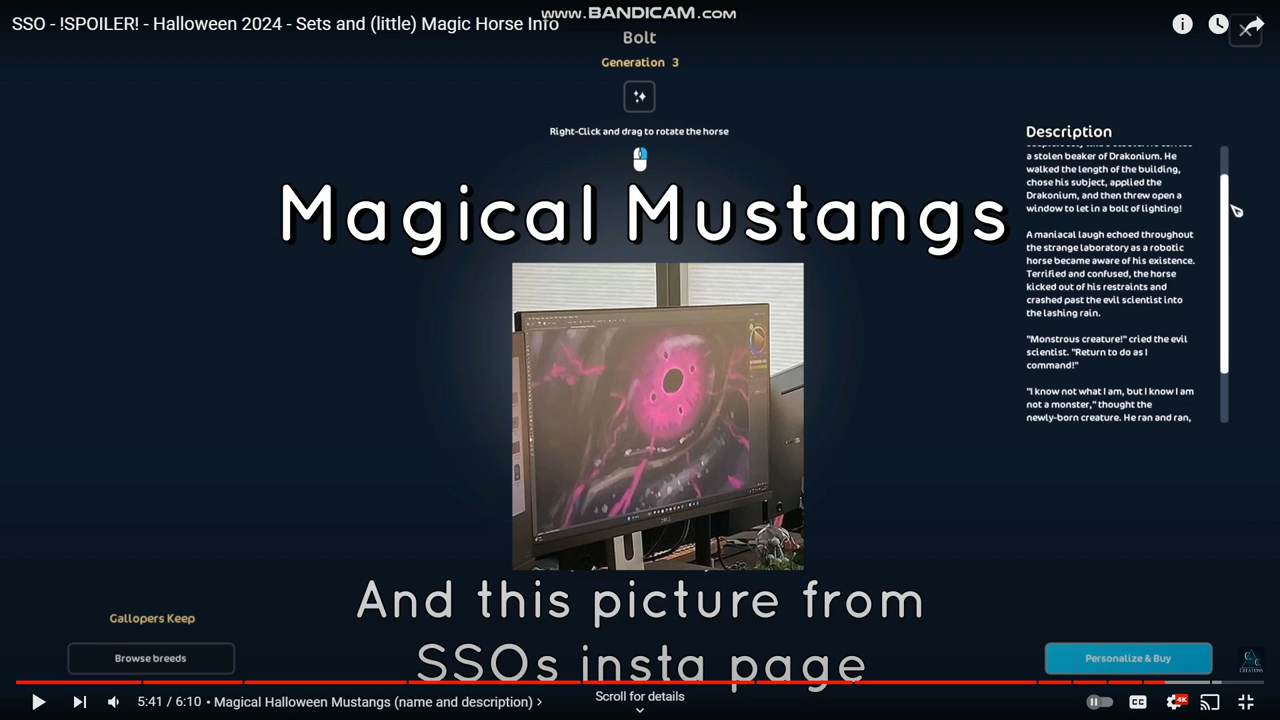 www.BANDICAM.com
SSO - !SPOILER! - Halloween 2024 - Sets and (little) Magic Horse Info
Bolt
Generation 3
Right-Click and drag to rotate the horse
Description
a stolen beaker of Drakonium. He
walked the length of the building,
chose his subject, applied the
Drakonium, and then threw open a
window to let in a bolt of lighting!
A maniacal laugh echoed throughout
the strange laboratory as a robotic
horse became aware of his existence.
Terrified and confused, the horse
kicked out of his restraints and
crashed past the evil scientist into
the lashing rain.
"Monstrous creature!" cried the evil
scientist. "Return to do as I
command!"
"I know not what I am, but I know I am
not a monster," thought the
newly-born creature. He ran and ran,
Magical Mustangs
And this picture from
SSOs insta page
Gallopers Keep
Browse breeds
Personalize & Buy
CREATIONS
5:41 / 6:10 • Magical Halloween Mustangs (name and description) >
Scroll for details
CC
4K